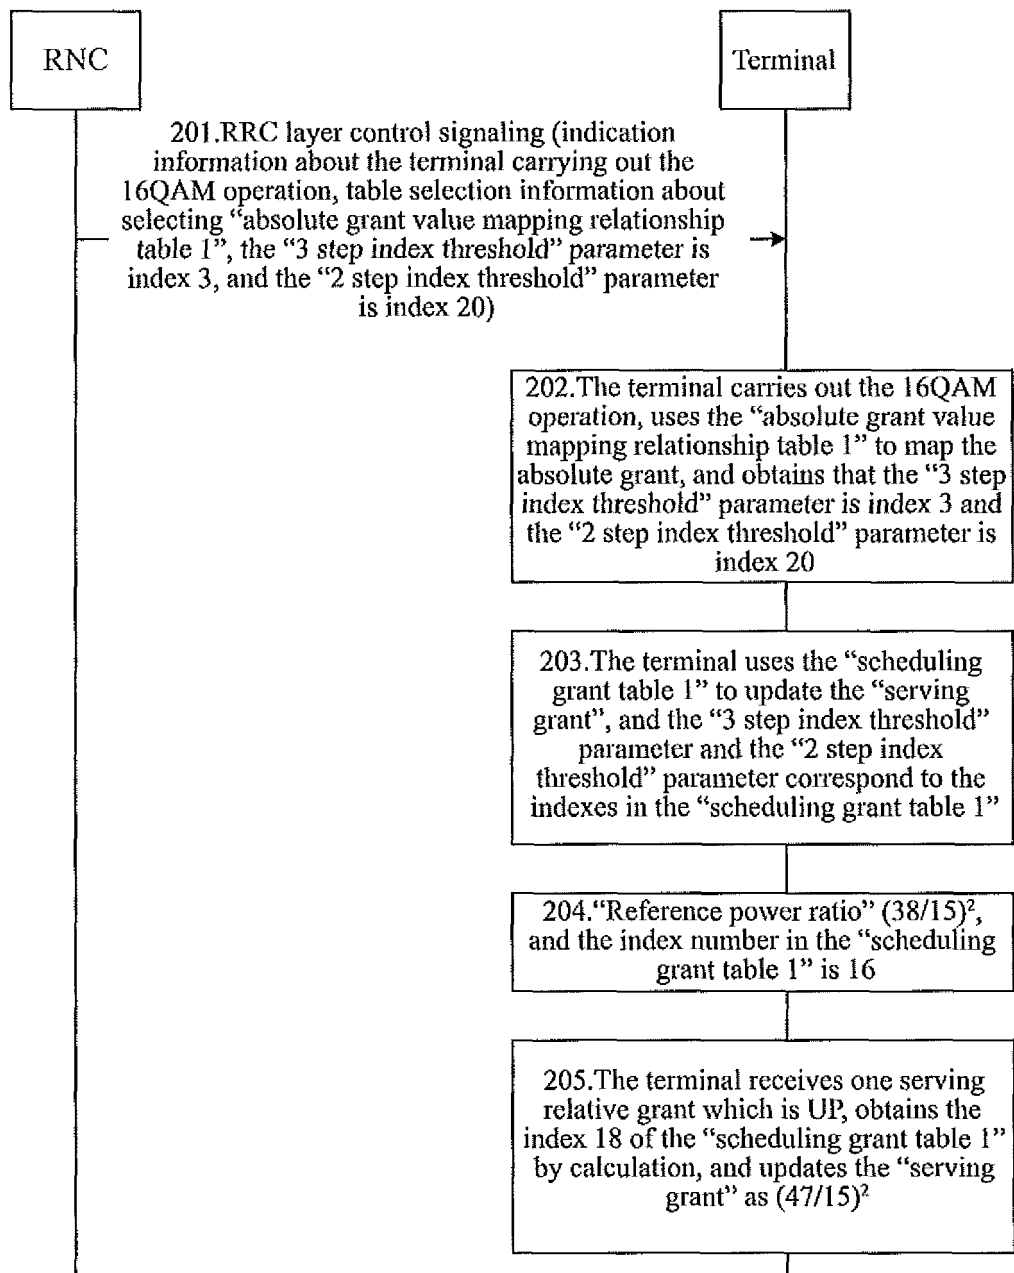 RNC
Terminal
201.RRC layer control signaling (indication
information about the terminal carrying out the
16QAM operation, table selection information about
selecting “absolute grant value mapping relationship
table 1”, the “3 step index threshold” parameter is
index 3, and the “2 step index threshold” parameter
is index 20)
202.The terminal carries out the 16QAM
operation, uses the “absolute grant value
mapping relationship table 1” to map the
absolute grant, and obtains that the “3 step
index threshold” parameter is index 3 and
the “2 step index threshold” parameter is
index 20
203.The terminal uses the “scheduling
grant table 1” to update the “serving
grant”, and the “3 step index threshold”
parameter and the “2 step index
threshold” parameter correspond to the
indexes in the “scheduling grant table 1”
204.“Reference power ratio” (38/15)²,
and the index number in the “scheduling
grant table 1” is 16
205.The terminal receives one serving
relative grant which is UP, obtains the
index 18 of the “scheduling grant table 1”
by calculation, and updates the “serving
grant” as (47/15)²